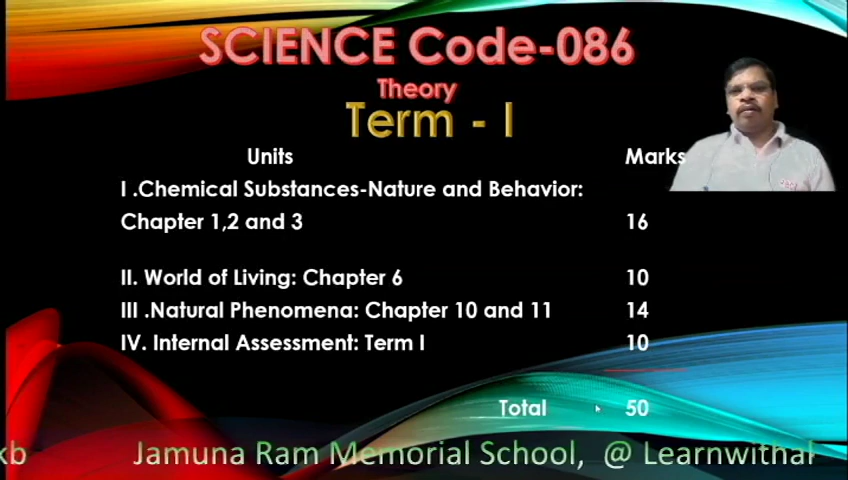 SCIENCE Code-086
Theory
Term - I
Units Marks
I .Chemical Substances-Nature and Behavior:
Chapter 1,2 and 3 16
II. World of Living: Chapter 6 10
III .Natural Phenomena: Chapter 10 and 11 14
IV. Internal Assessment: Term I 10
Total 50
kb Jamuna Ram Memorial School, @ Learnwithal